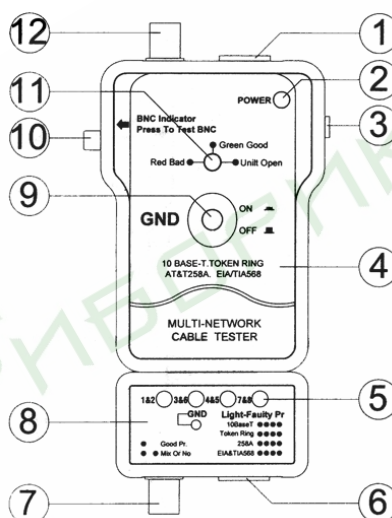 12
1
11
POWER
2
BNC Indicator
Press To Test BNC
Green Good
10
3
Red Bad
Unilt Open
9
GND
ON
OFF
10 BASE-T.TOKEN RING
AT&T258A. EIA/TIA568
4
MULTI-NETWORK
CABLE TESTER
1&2 3&6 4&5 7&8
5
GND
Light-Faulty Pr
10BaseT
8
Token Ring
Good Pr.
258A
Mix Or No
EIA&TIA568
7
6